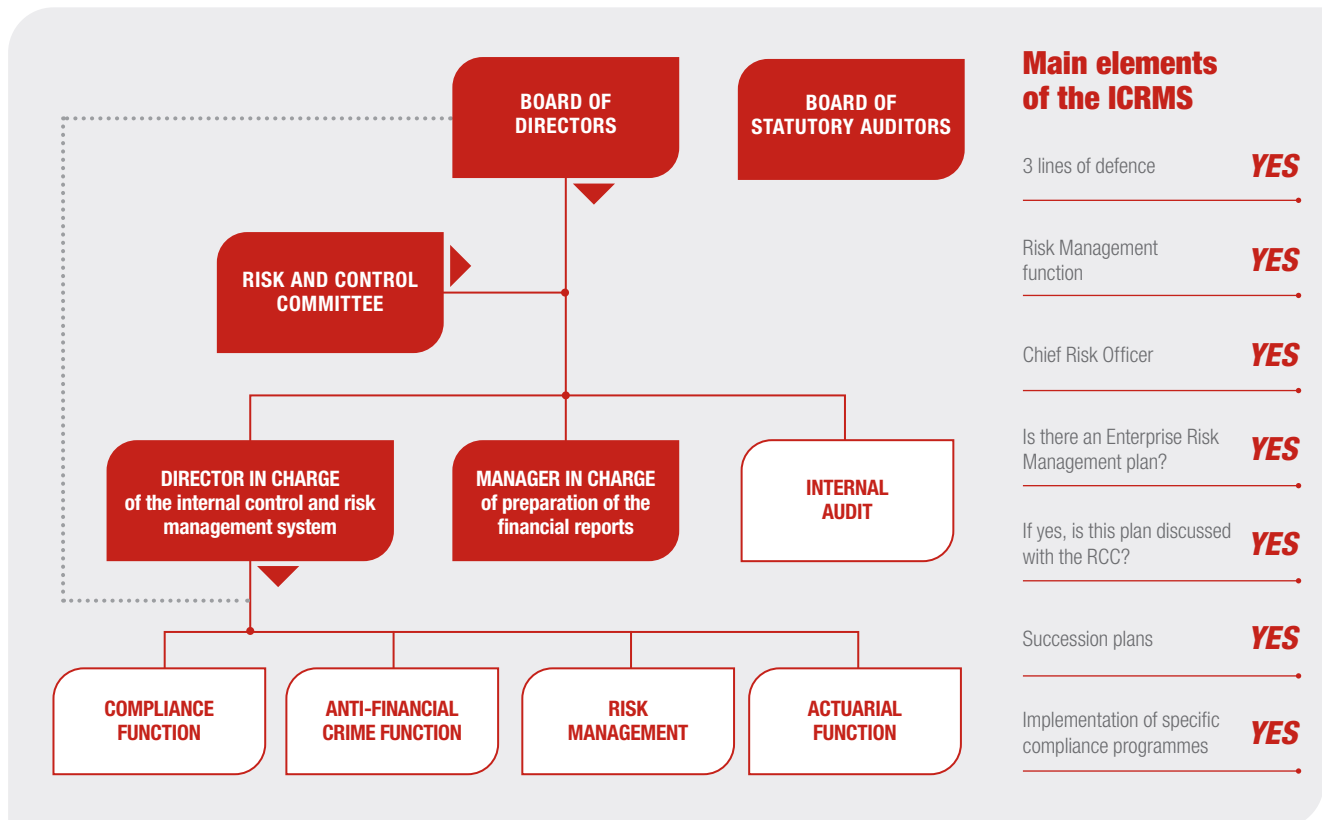 BOARD OF
DIRECTORS
BOARD OF
STATUTORY AUDITORS
RISK AND CONTROL
COMMITTEE
DIRECTOR IN CHARGE
of the internal control and risk
management system
MANAGER IN CHARGE
of preparation of the
financial reports
INTERNAL
AUDIT
COMPLIANCE
FUNCTION
ANTI-FINANCIAL
CRIME FUNCTION
RISK
MANAGEMENT
ACTUARIAL
FUNCTION
Main elements
of the ICRMS
3 lines of defence YES
Risk Management
function YES
Chief Risk Officer YES
Is there an Enterprise Risk
Management plan? YES
If yes, is this plan discussed
with the RCC? YES
Succession plans YES
Implementation of specific
compliance programmes YES